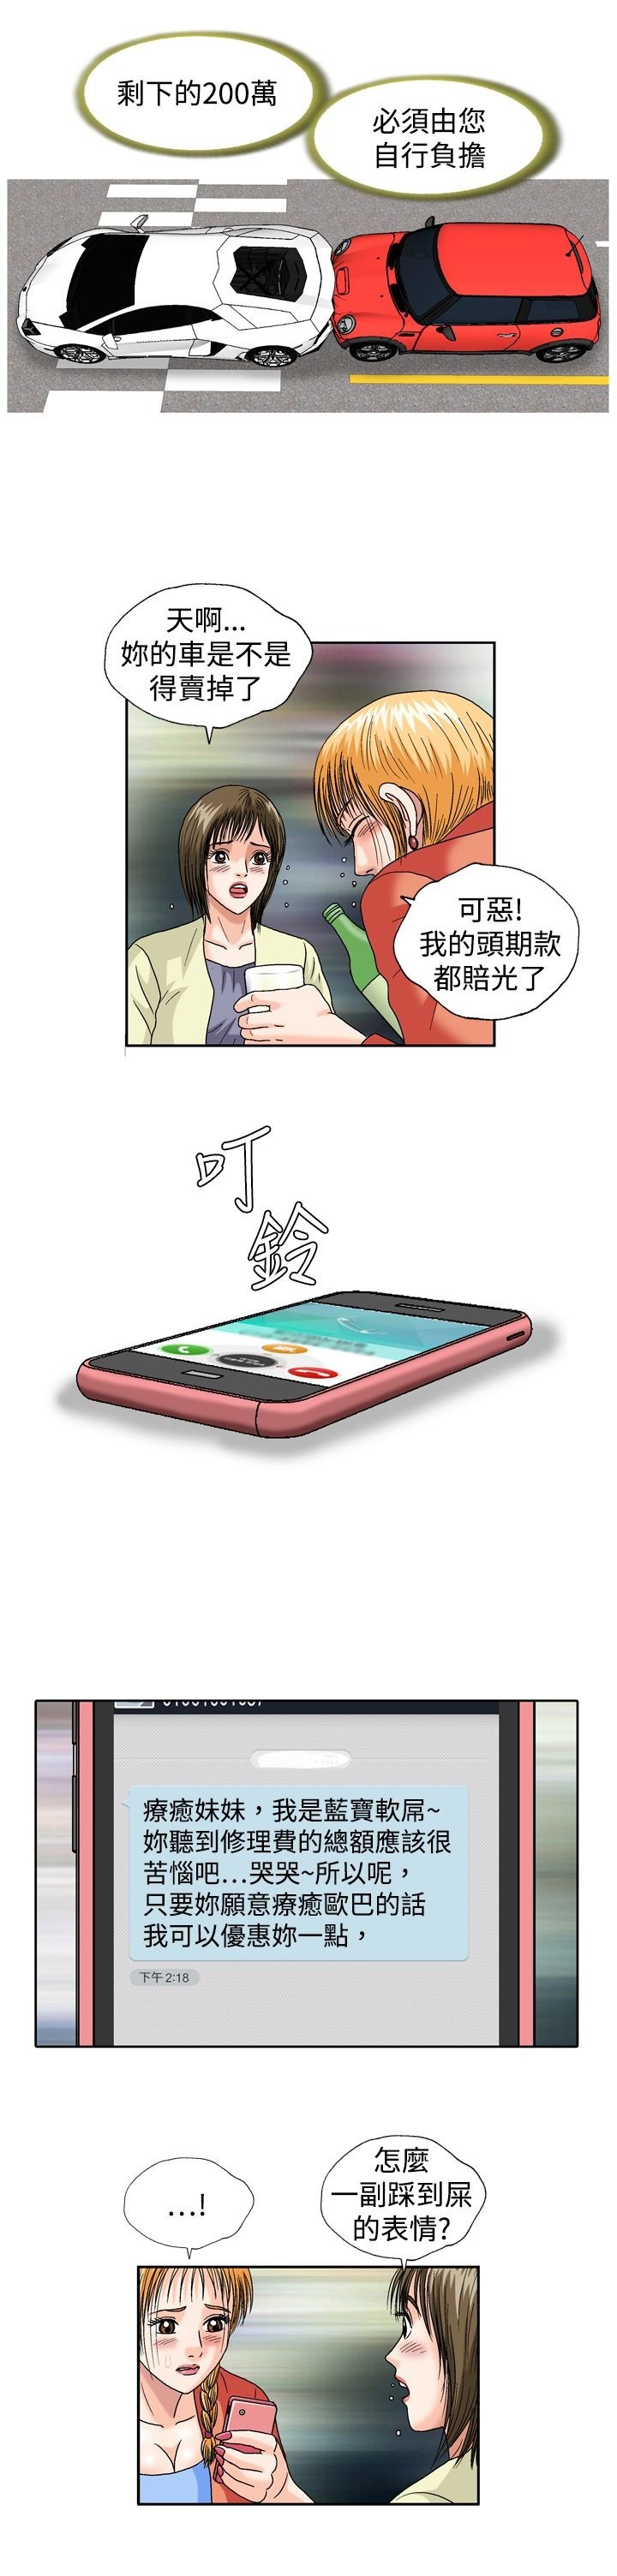 剩下的200萬
必須由您
自行負擔
天啊...
妳的車是不是
得賣掉了
可惡!
我的頭期款
都賠光了
叮
鈴
療癒妹妹，我是藍寶軟屌~
妳聽到修理費的總額應該很
苦惱吧...哭哭~所以呢，
只要妳願意療癒歐巴的話
我可以優惠妳一點，
下午 2:18
...!
怎麼
一副踩到屎
的表情?